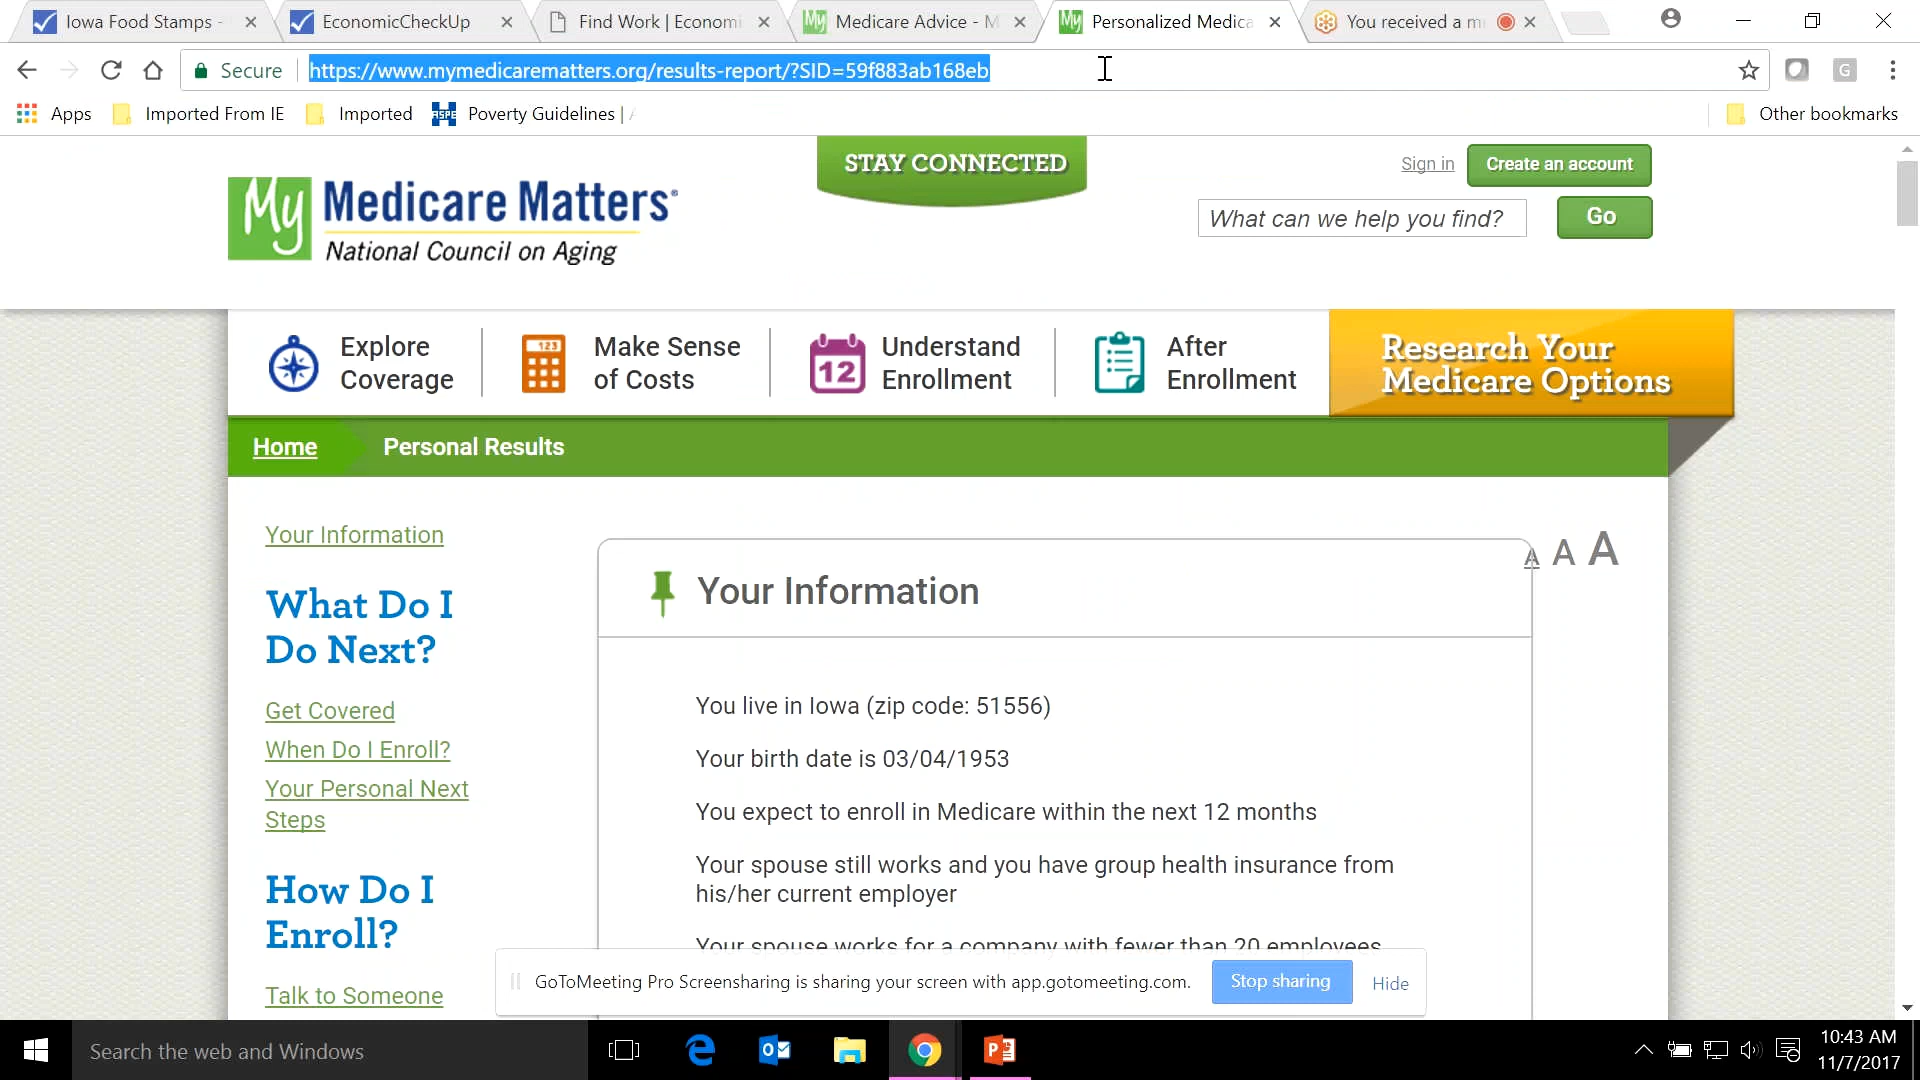 Iowa Food Stamps -
EconomicCheckUp
Find Work | Economi
My Medicare Advice - M
My Personalized Medica
You received a m
Secure
https://www.mymedicarematters.org/results-report/?SID=59f883ab168eb
G
Apps
Imported From IE
Imported
ASPE Poverty Guidelines |
Other bookmarks
STAY CONNECTED
Sign in
Create an account
My Medicare Matters®
National Council on Aging
What can we help you find?
Go
Explore
Coverage
123
Make Sense
of Costs
12
Understand
Enrollment
After
Enrollment
Research Your
Medicare Options
Home
Personal Results
Your Information
What Do I
Do Next?
Get Covered
When Do I Enroll?
Your Personal Next
Steps
How Do I
Enroll?
Talk to Someone
A A A
Your Information
You live in Iowa (zip code: 51556)
Your birth date is 03/04/1953
You expect to enroll in Medicare within the next 12 months
Your spouse still works and you have group health insurance from
his/her current employer
Your spouse works for a company with fewer than 20 employees
GoToMeeting Pro Screensharing is sharing your screen with app.gotomeeting.com.
Stop sharing
Hide
Search the web and Windows
10:43 AM
11/7/2017